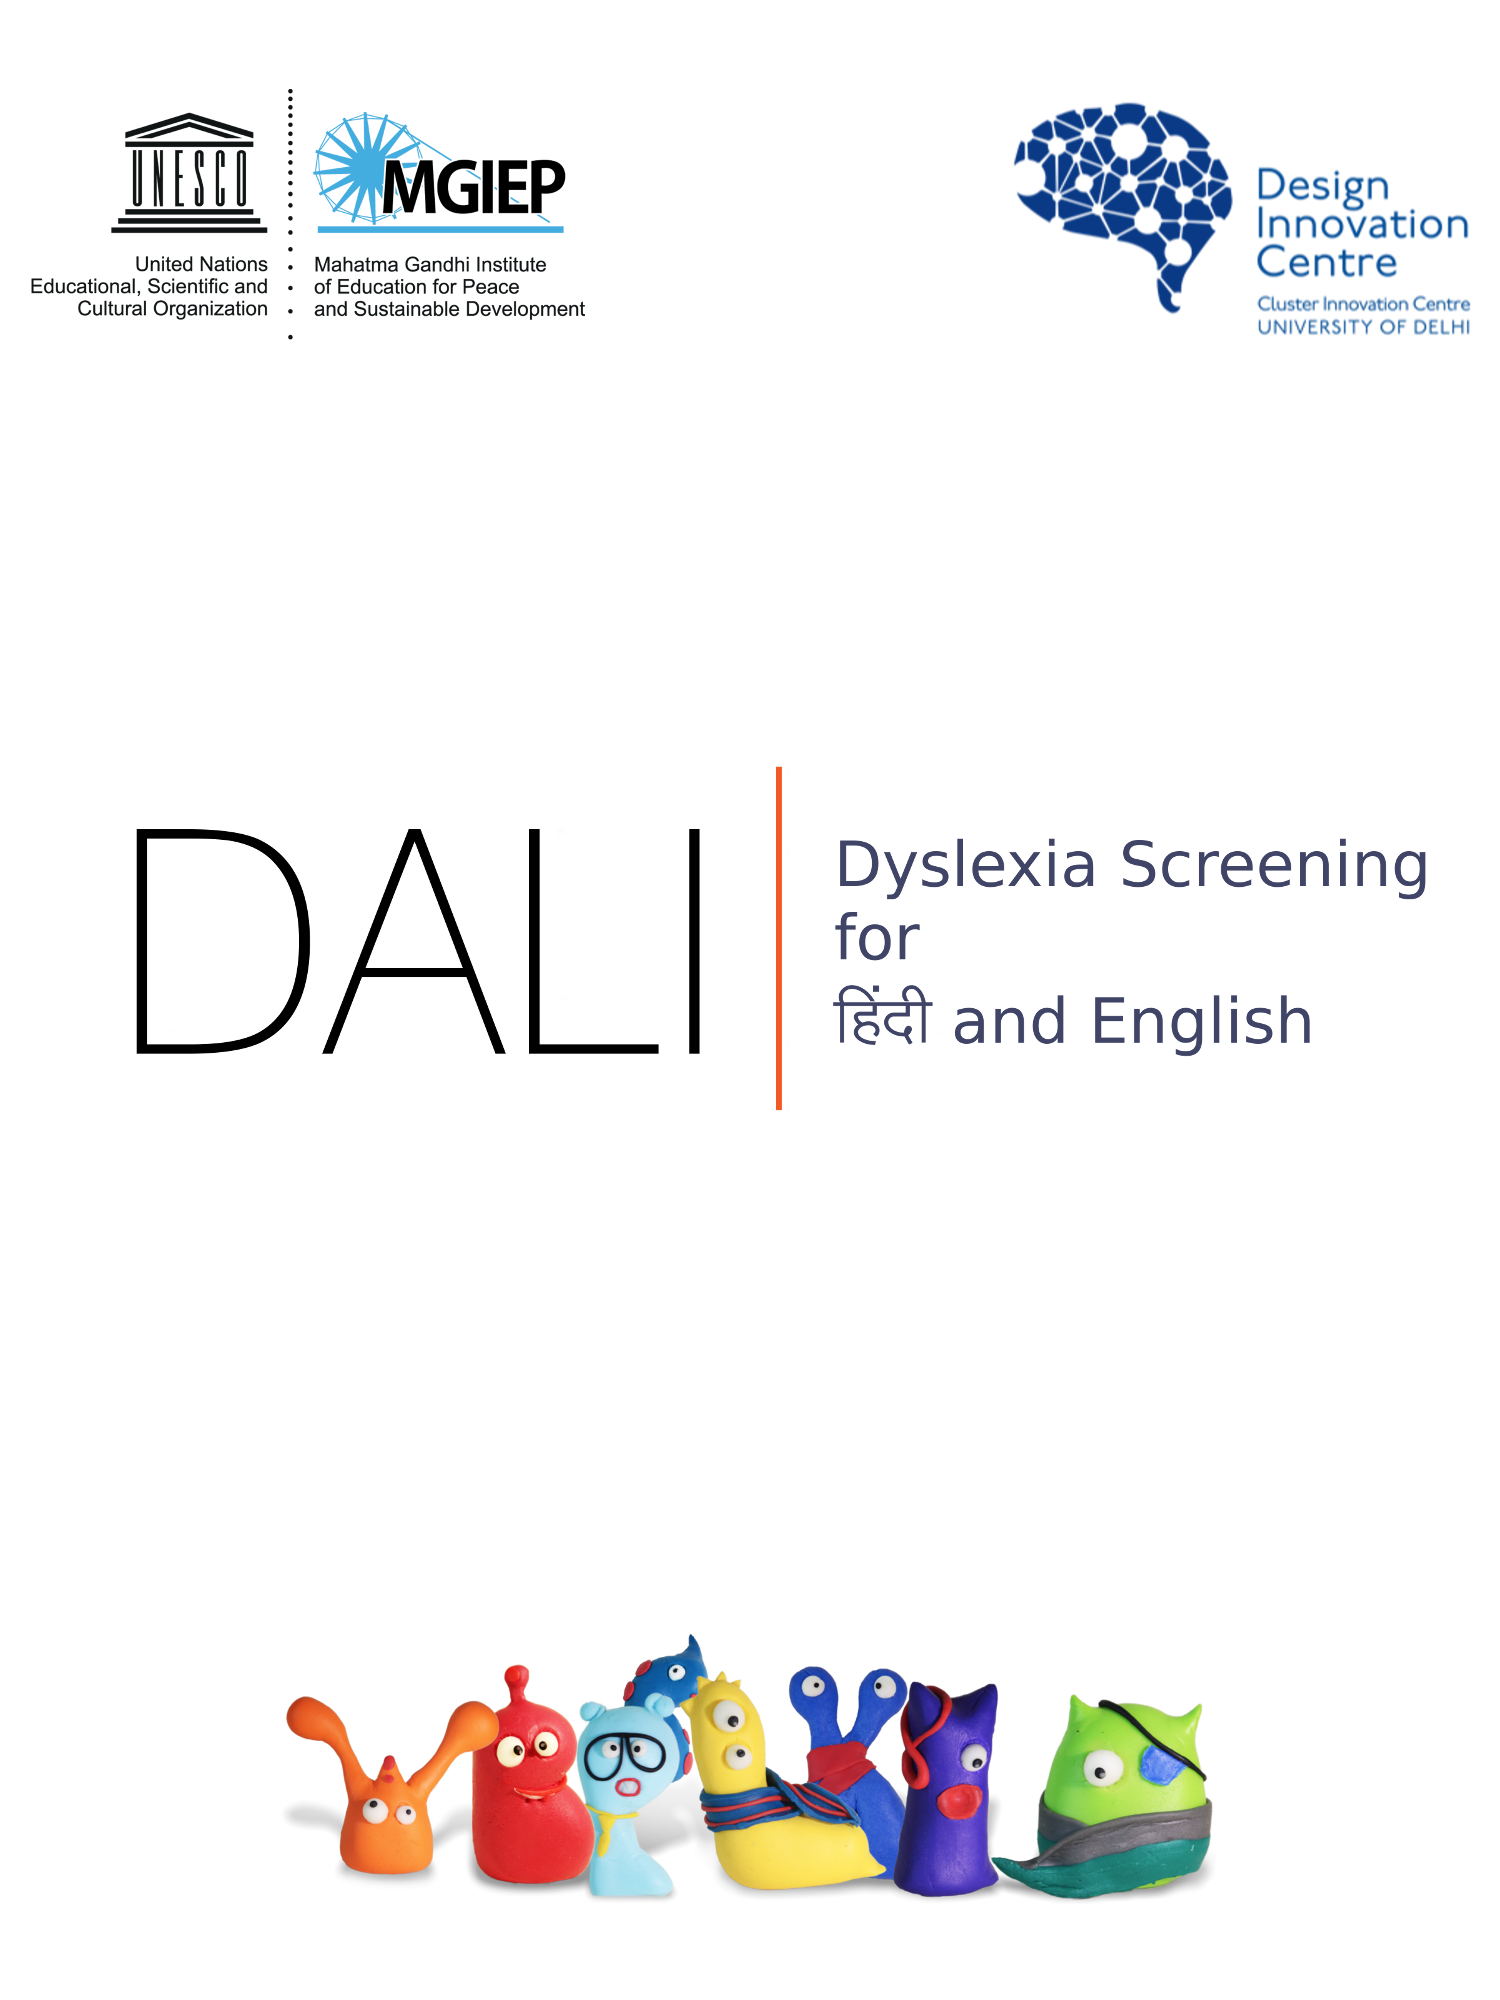 UNESCO
United Nations
Educational, Scientific and
Cultural Organization
MGIEP
Mahatma Gandhi Institute
of Education for Peace
and Sustainable Development
Design
Innovation
Centre
Cluster Innovation Centre
UNIVERSITY OF DELHI
DALI
Dyslexia Screening
for
हिंदी and English